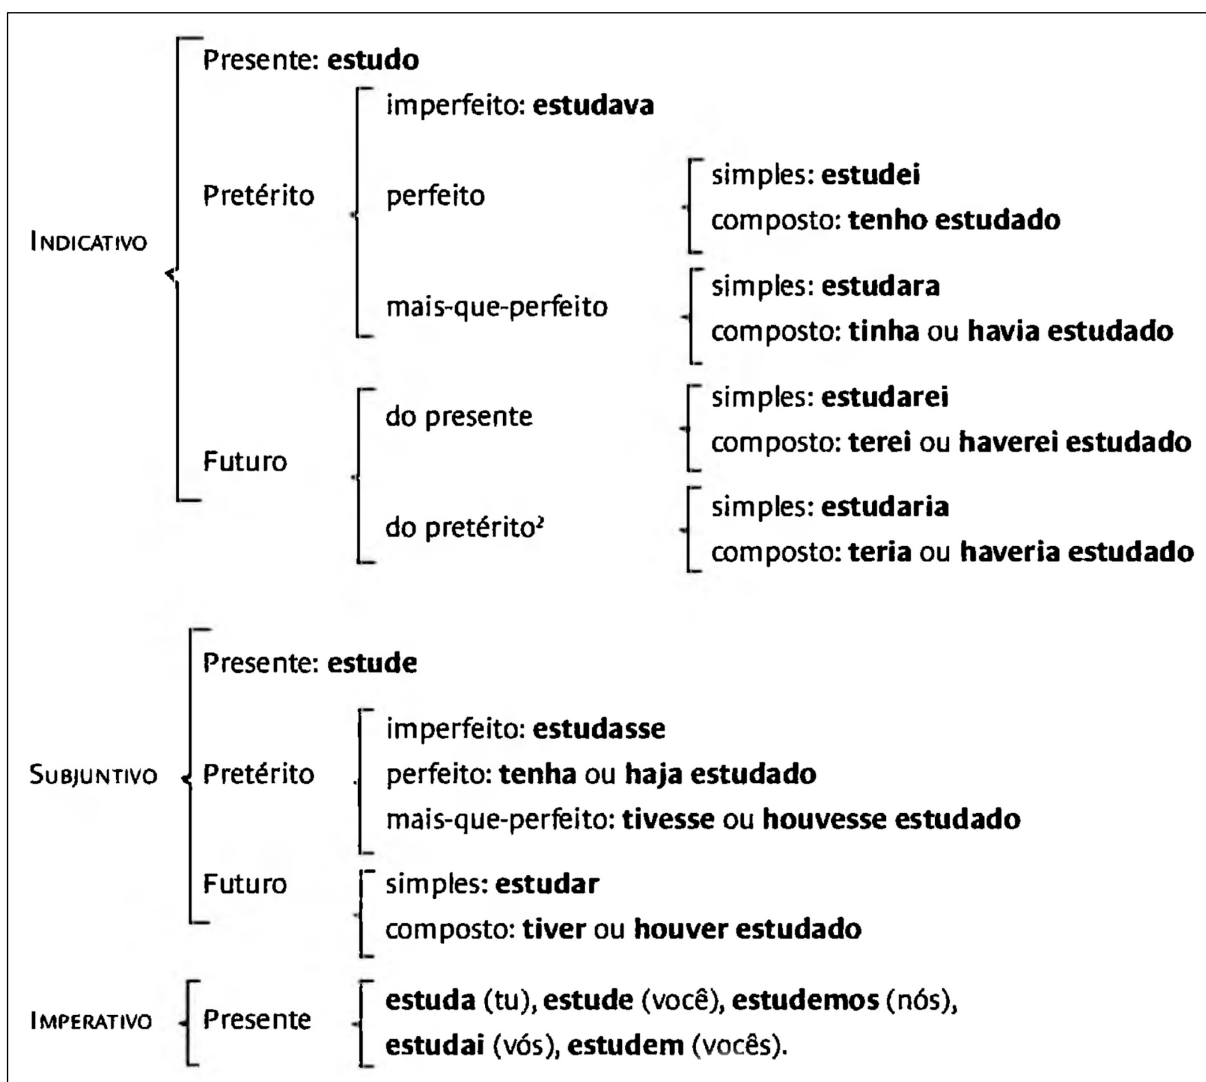 Presente: estudo
imperfeito: estudava
simples: estudei
Pretérito perfeito
composto: tenho estudado
INDICATIVO
simples: estudara
mais-que-perfeito
composto: tinha ou havia estudado
simples: estudarei
do presente
composto: terei ou haverei estudado
Futuro
simples: estudaria
do pretérito²
composto: teria ou haveria estudado
Presente: estude
imperfeito: estudasse
SUBJUNTIVO Pretérito perfeito: tenha ou haja estudado
mais-que-perfeito: tivesse ou houvesse estudado
Futuro simples: estudar
composto: tiver ou houver estudado
estuda (tu), estude (você), estudemos (nós),
IMPERATIVO Presente
estudai (vós), estudem (vocês).